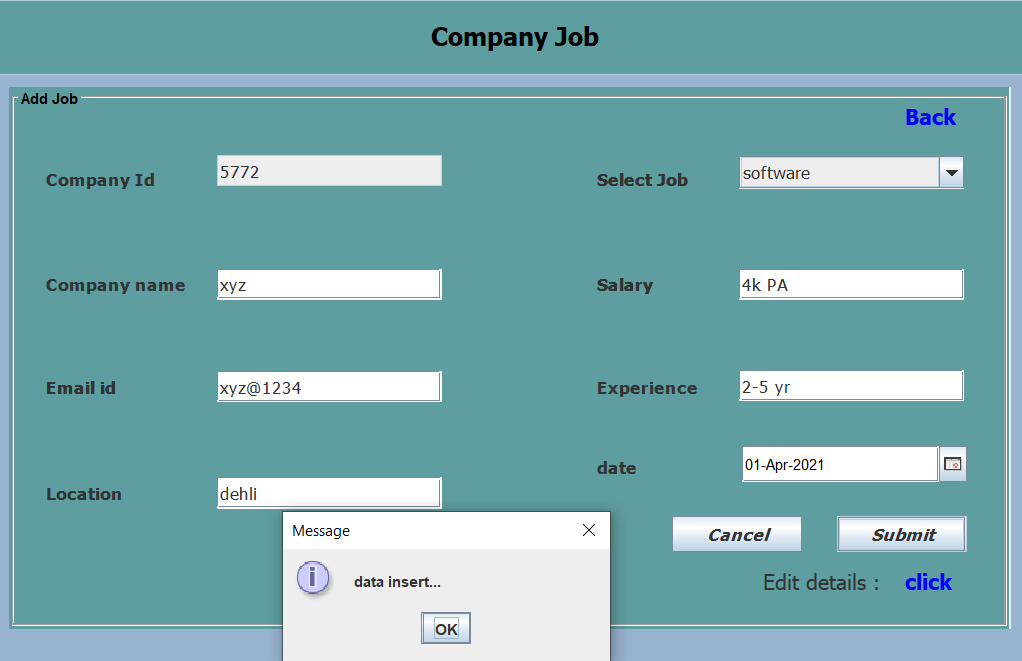 Company Job
Add Job
Back
Company Id 5772 Select Job software
Company name xyz Salary 4k PA
Email id xyz@1234 Experience 2-5 yr
date 01-Apr-2021
Location dehli
Cancel Submit
Edit details : click
Message
i data insert...
OK